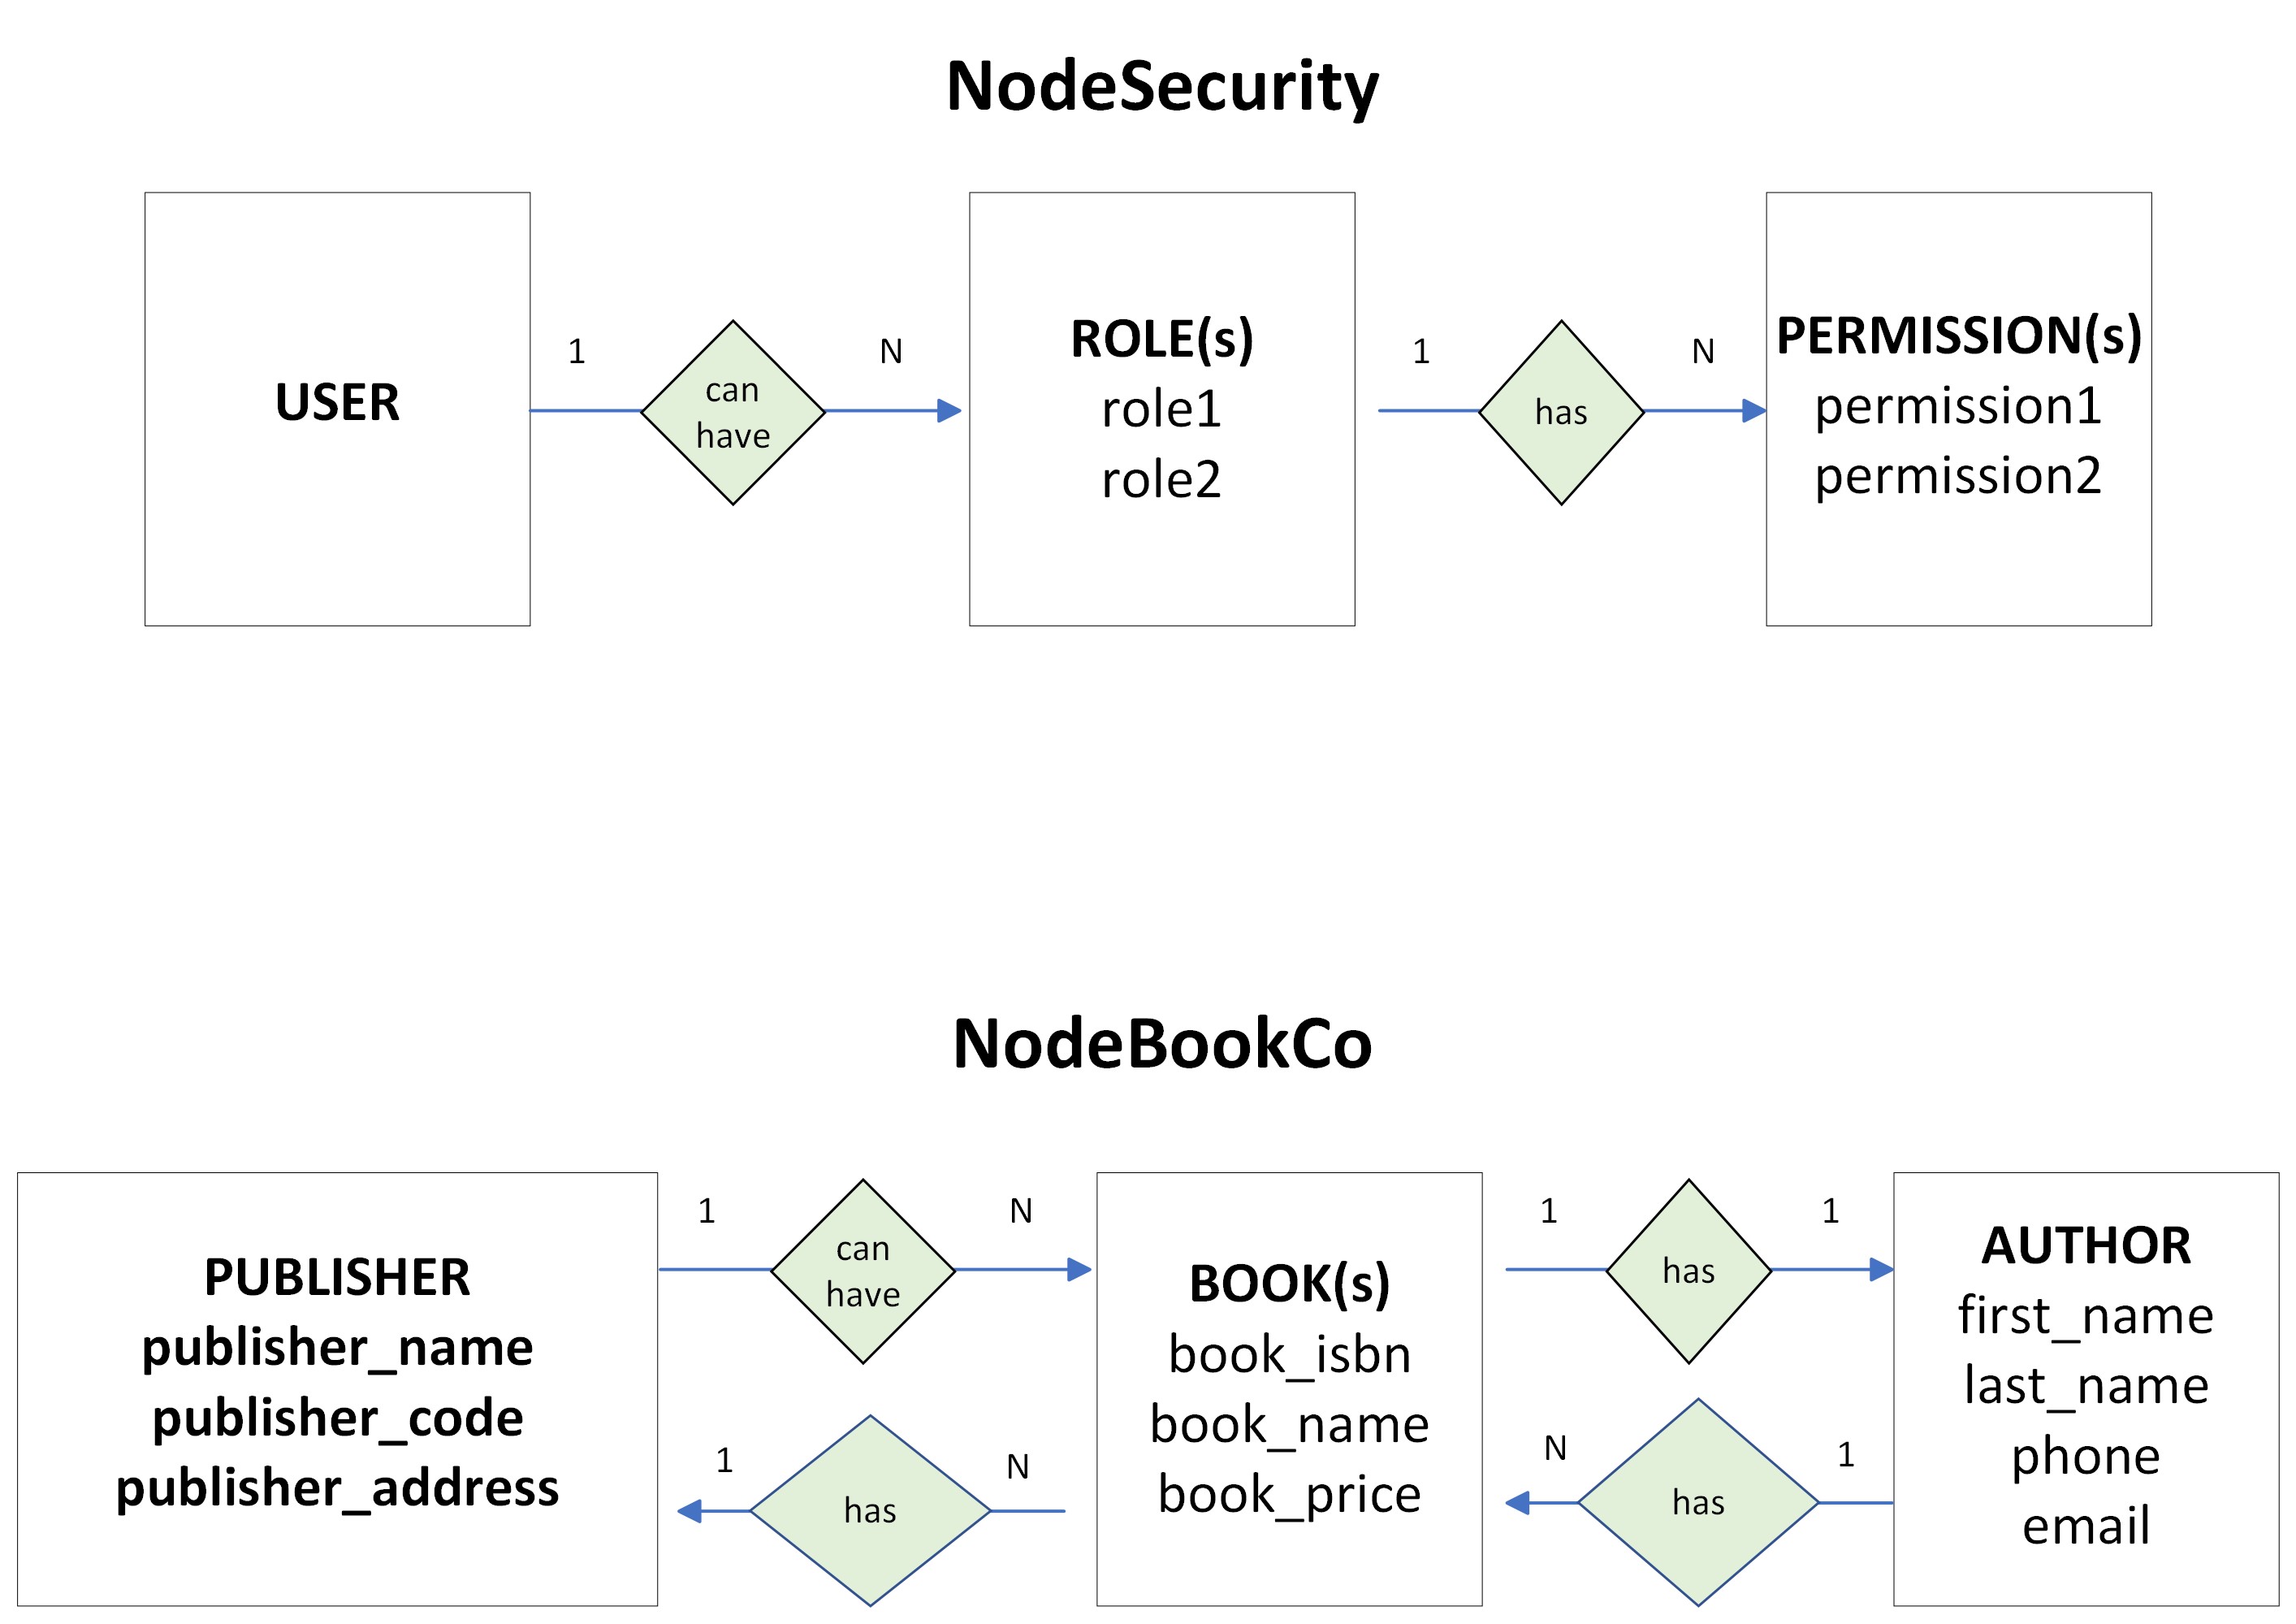 NodeSecurity
USER
1
can
have
N
ROLE(s)
role1
role2
1
has
N
PERMISSION(s)
permission1
permission2
NodeBookCo
PUBLISHER
publisher_name
publisher_code
publisher_address
1
can
have
N
1
has
N
BOOK(s)
book_isbn
book_name
book_price
1
has
1
N
has
1
AUTHOR
first_name
last_name
phone
email